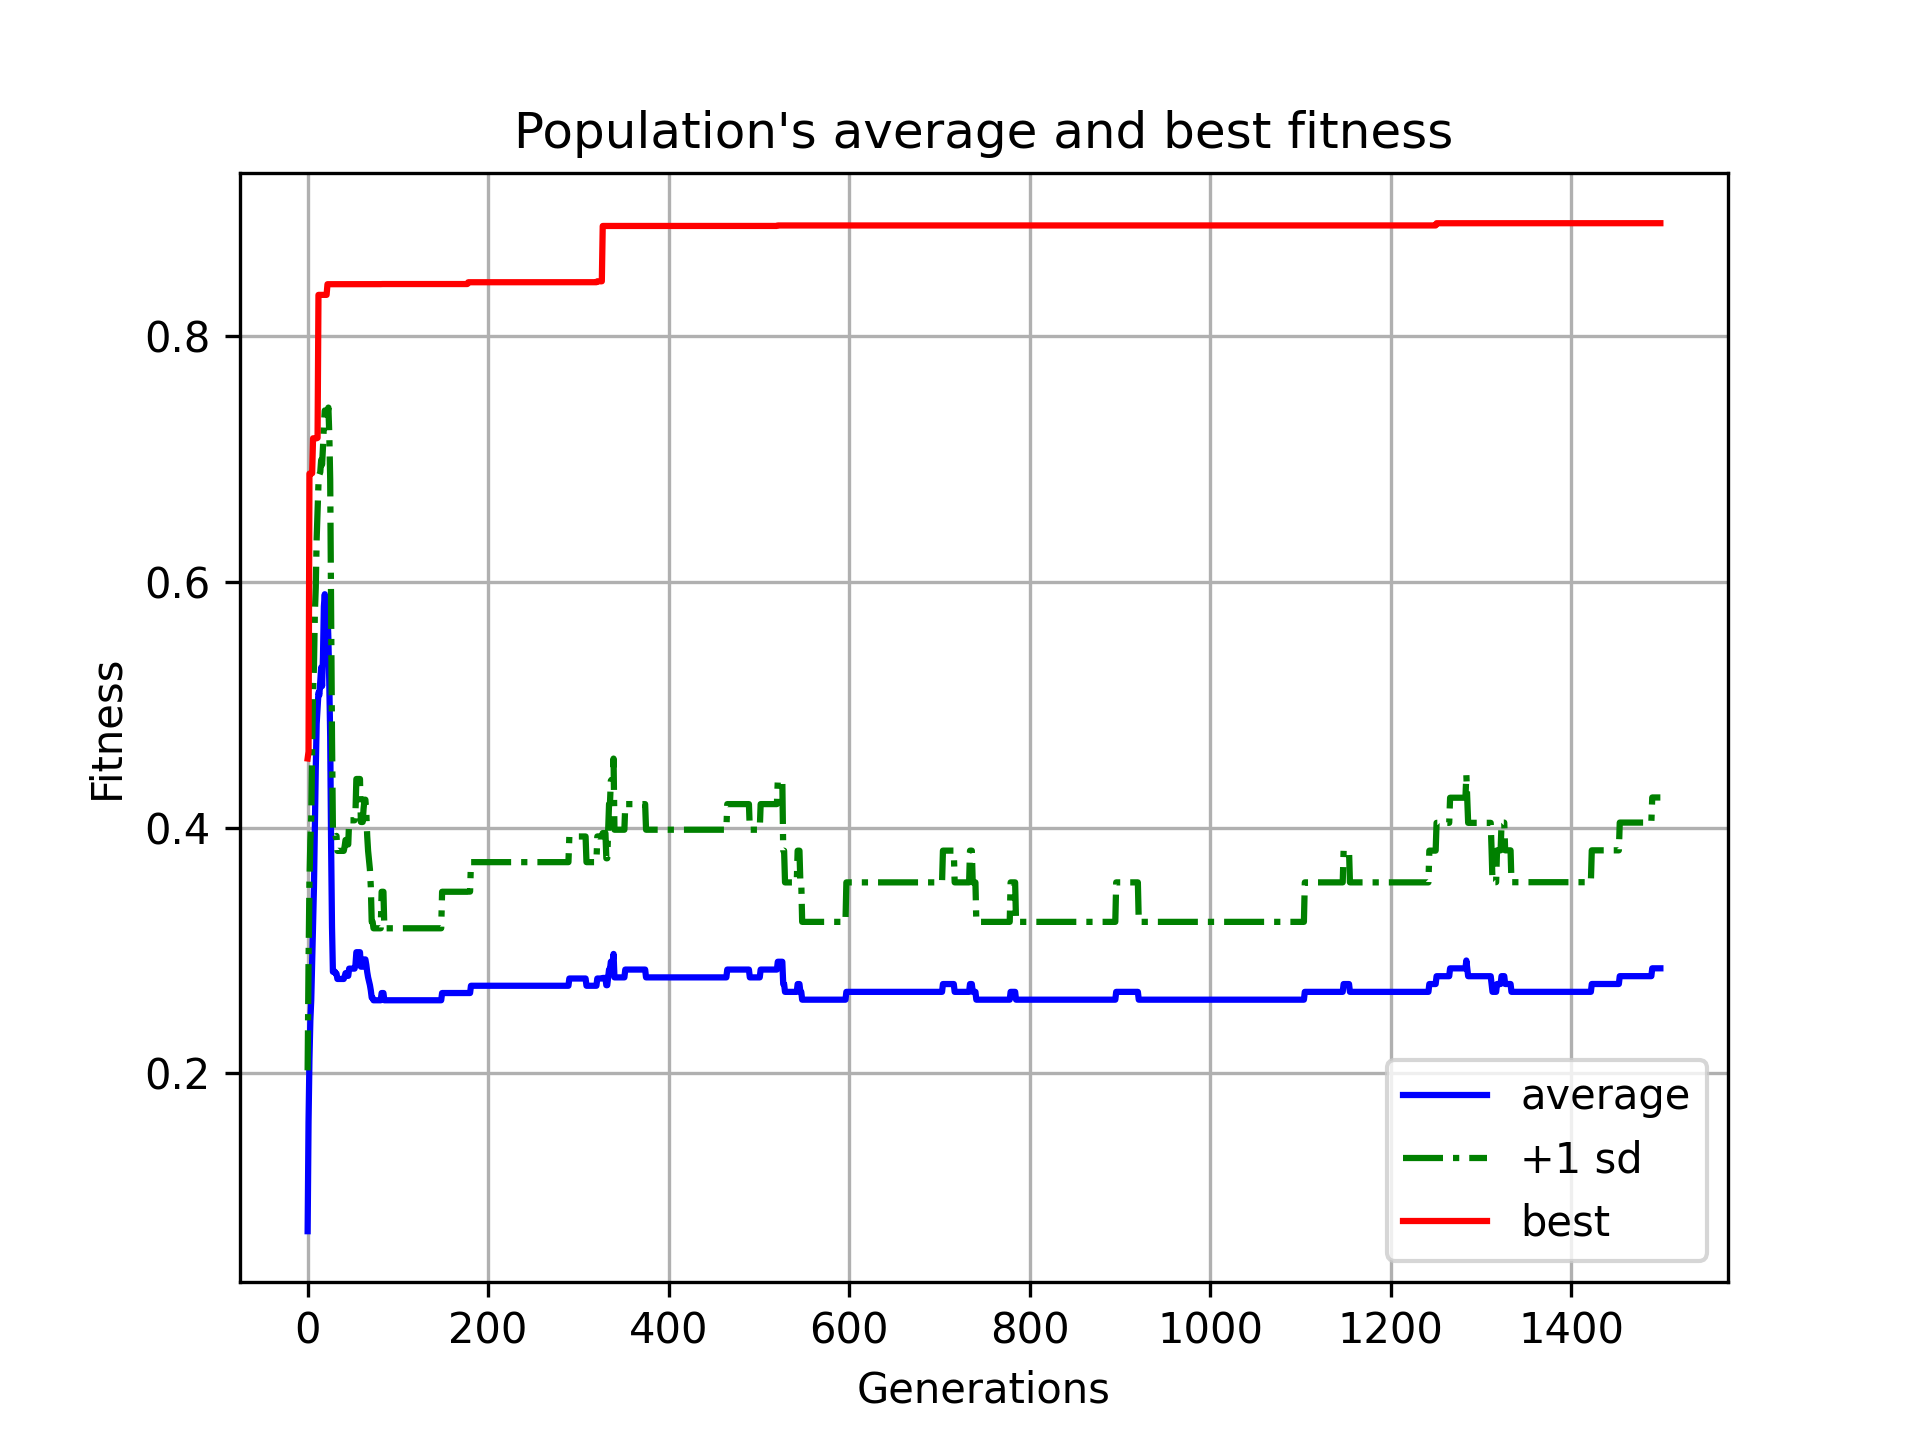 Population's average and best fitness
Fitness
0.8
0.6
0.4
0.2
0 200 400 600 800 1000 1200 1400
Generations
average
+1 sd
best